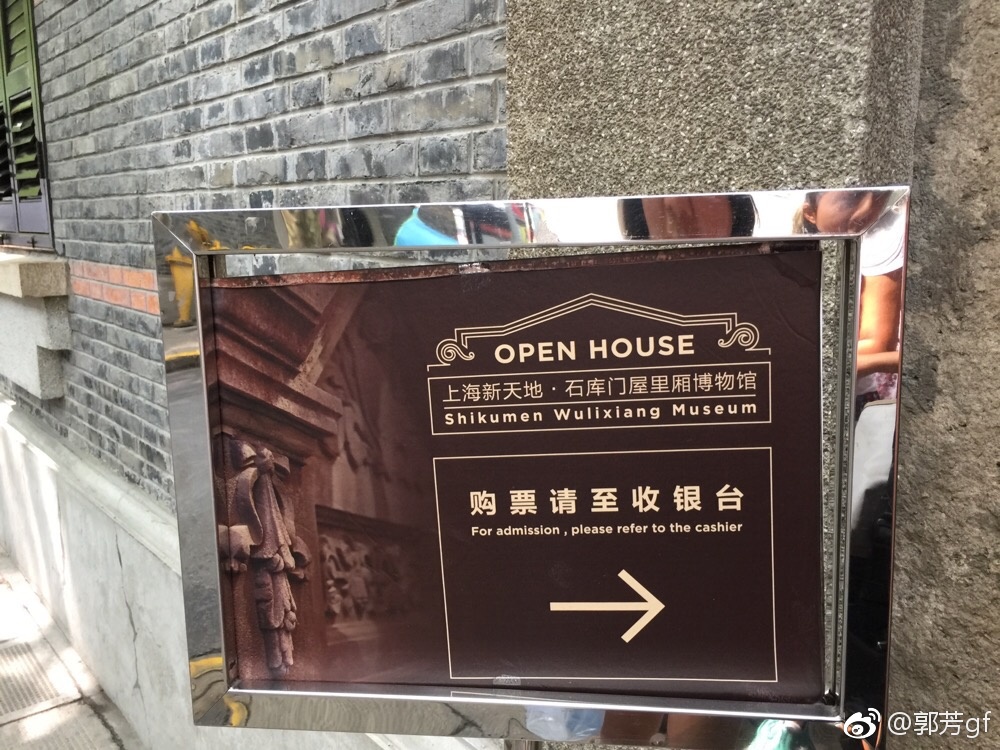 OPEN HOUSE
上海新天地·石库门屋里厢博物馆
Shikumen Wulixiang Museum
购票请至收银台
For admission , please refer to the cashier
@郭芳gf